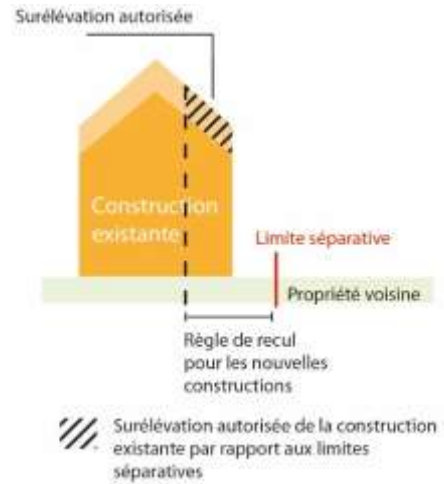 Surélévation autorisée
Construction
existante
Limite séparative
Propriété voisine
Règle de recul
pour les nouvelles
constructions
Surélévation autorisée de la construction
existante par rapport aux limites
séparatives